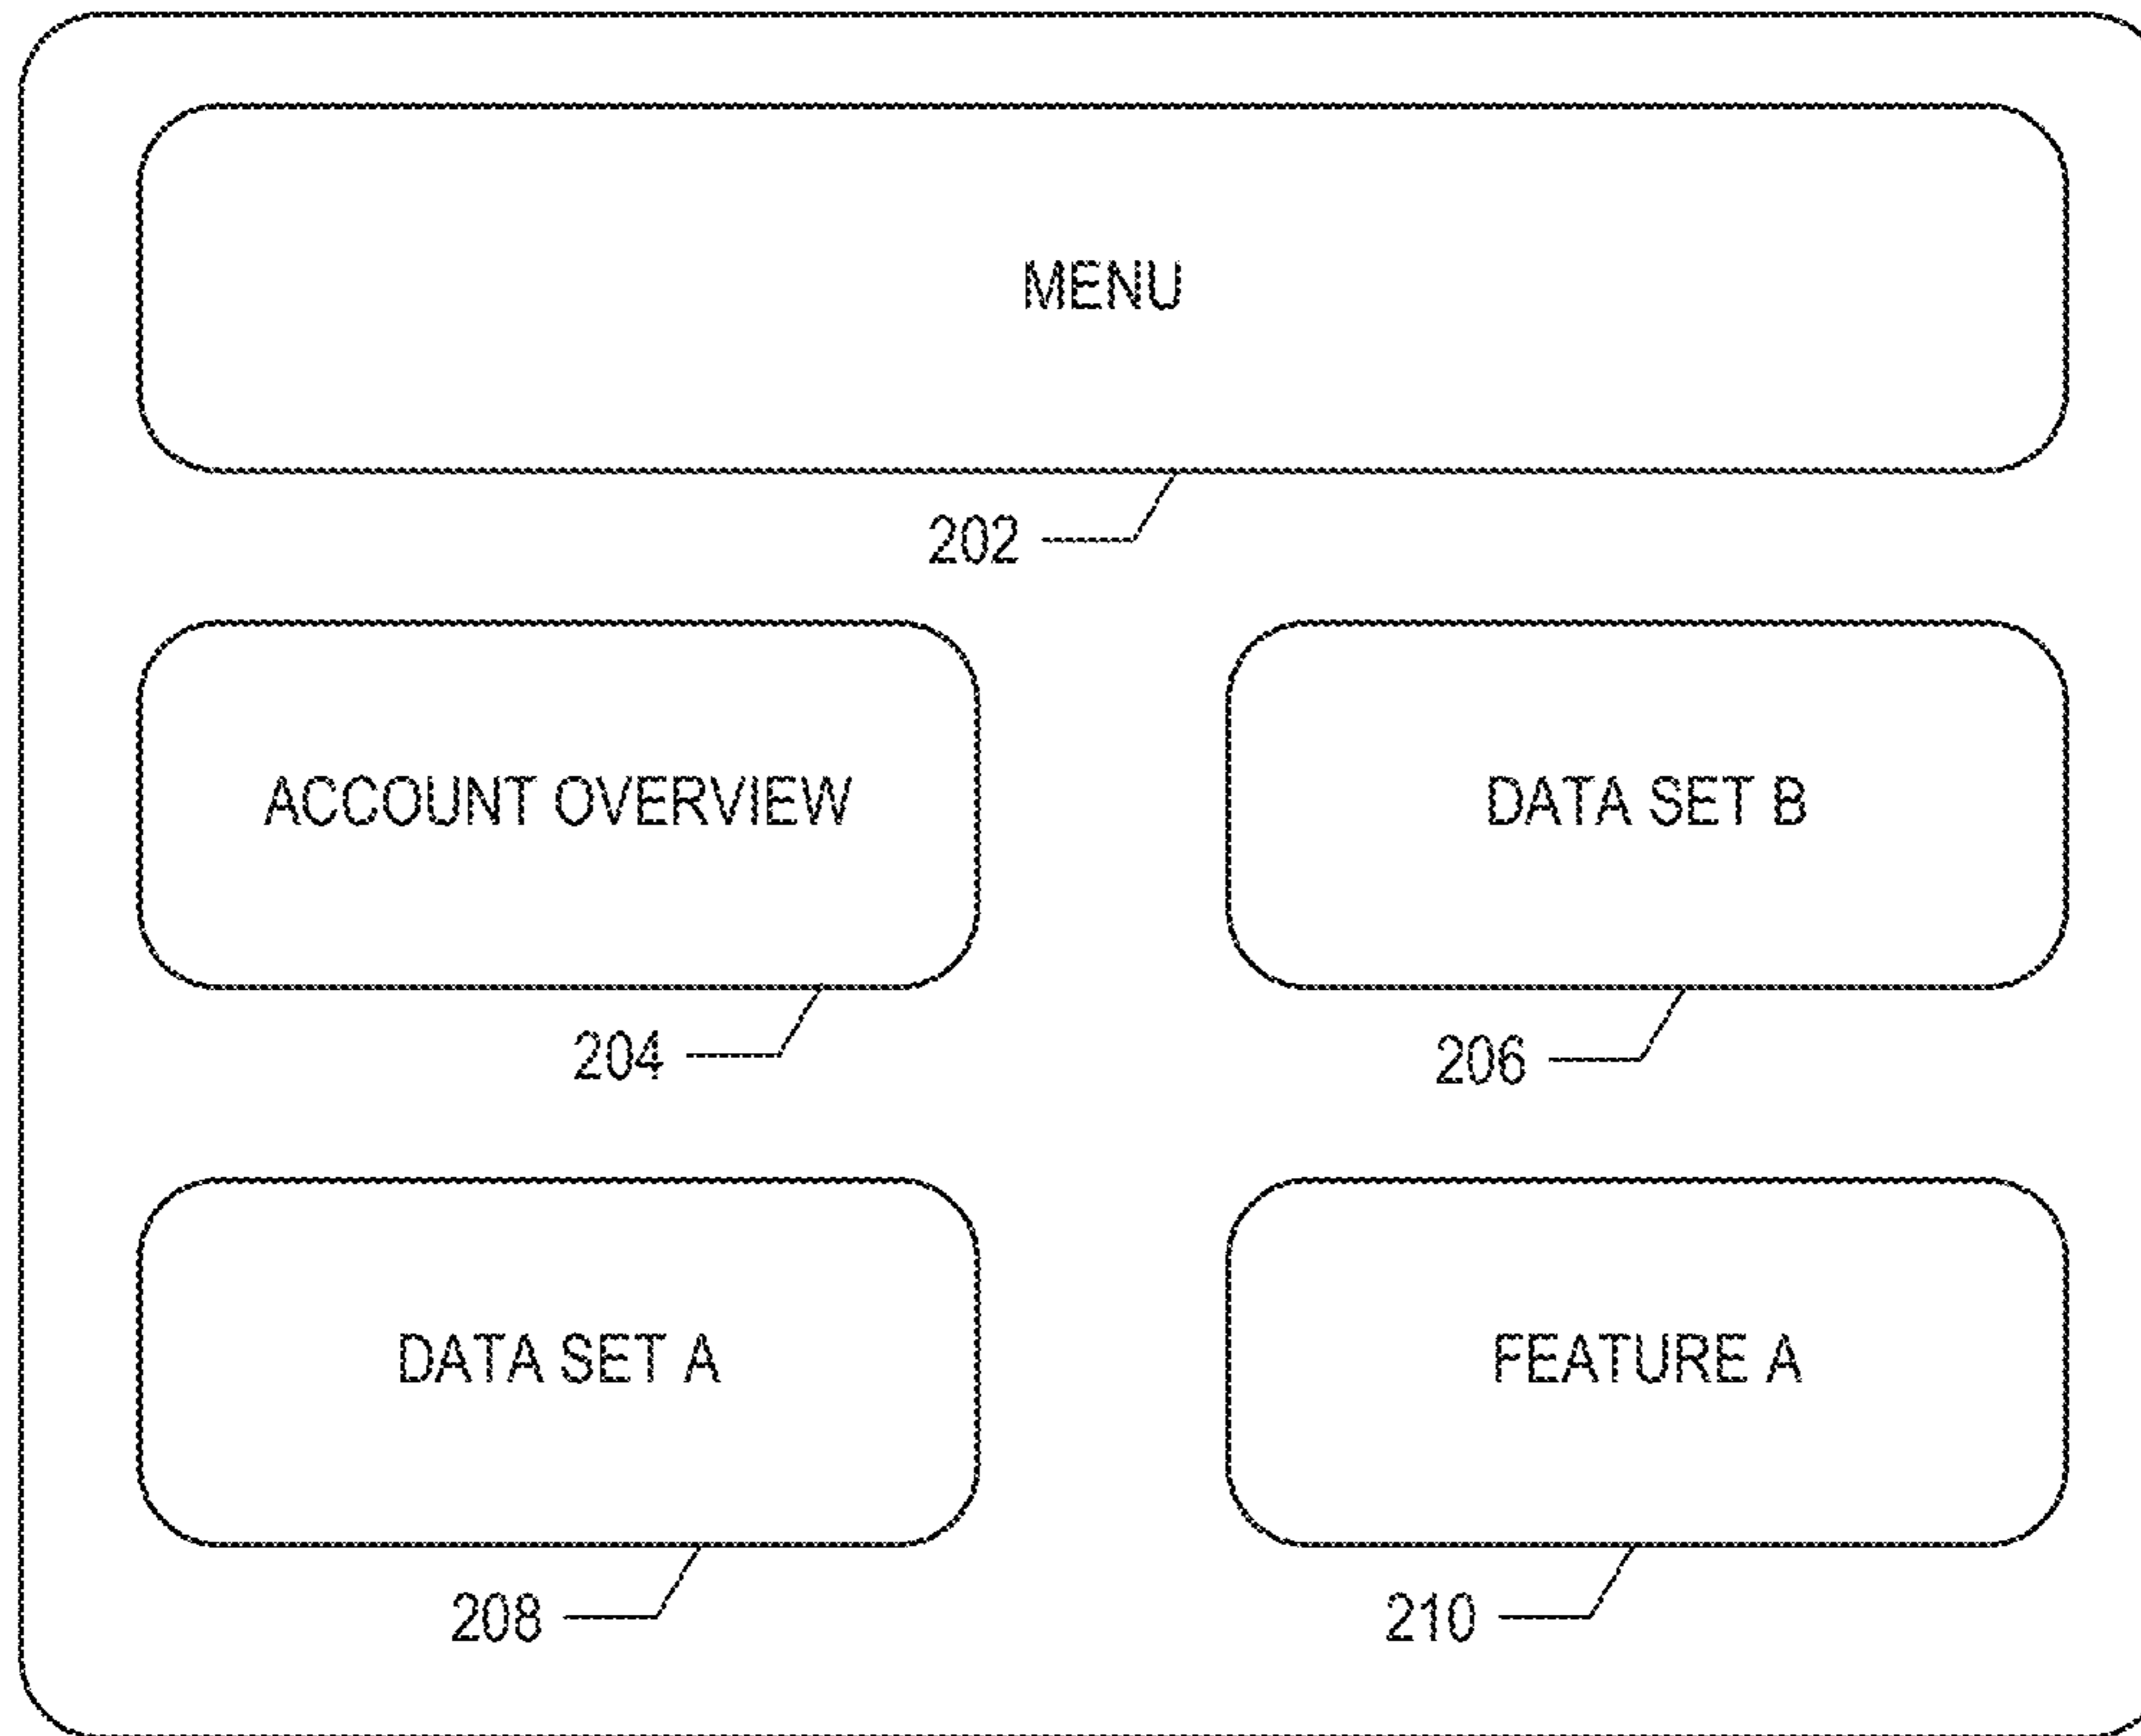 MENU
202
ACCOUNT OVERVIEW
DATA SET B
204
206
DATA SET A
FEATURE A
208
210